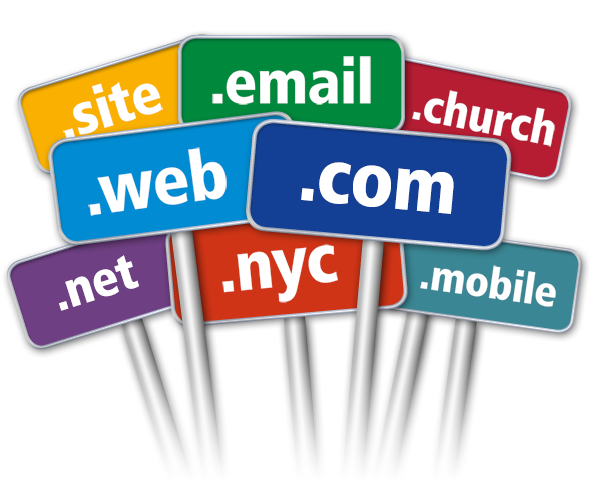 .site
.email
.church
.web
.com
.net
.nyc
.mobile